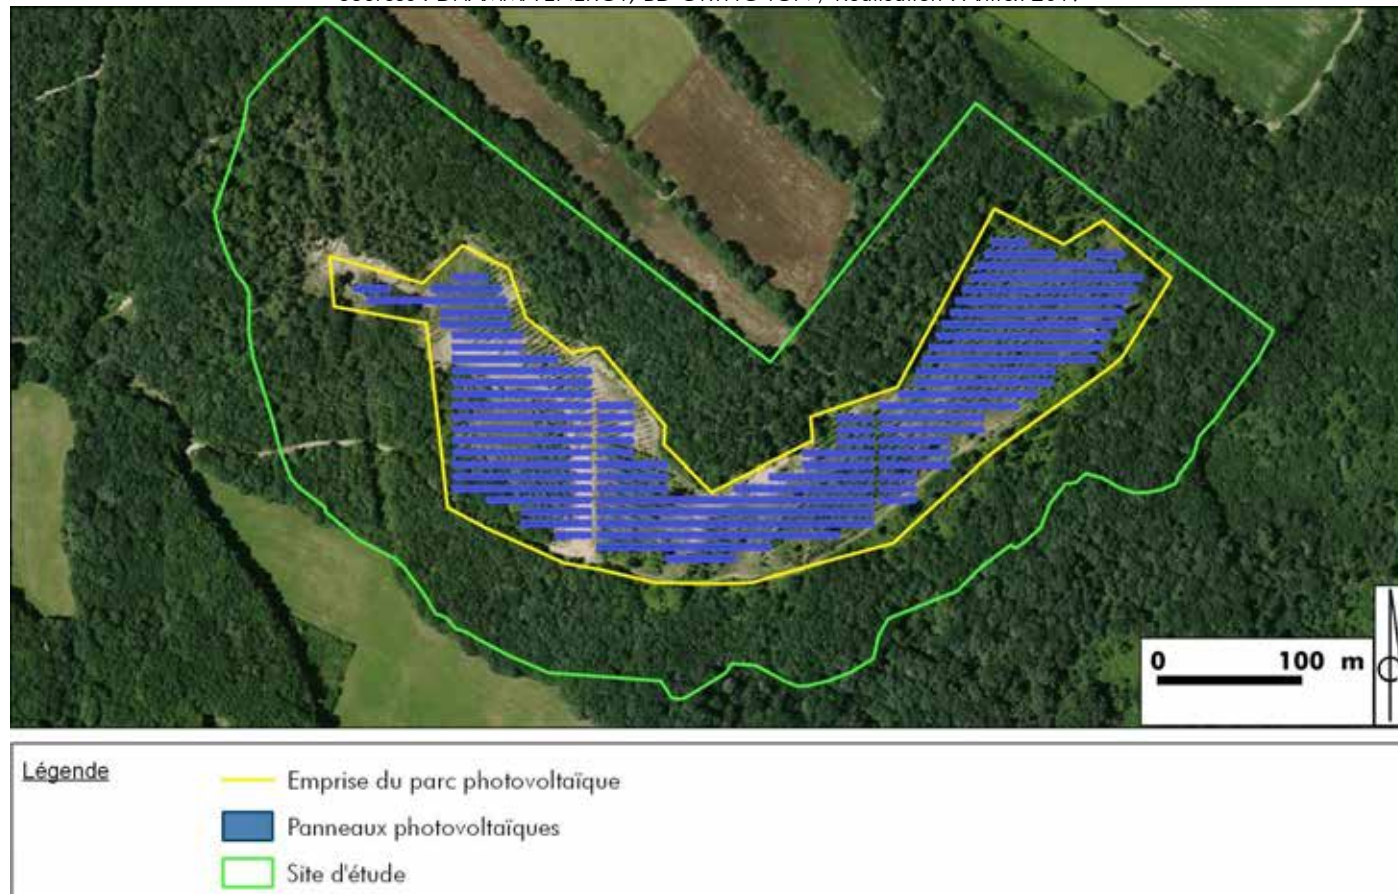 0 100 m
Légende
Emprise du parc photovoltaïque
Panneaux photovoltaïques
Site d'étude